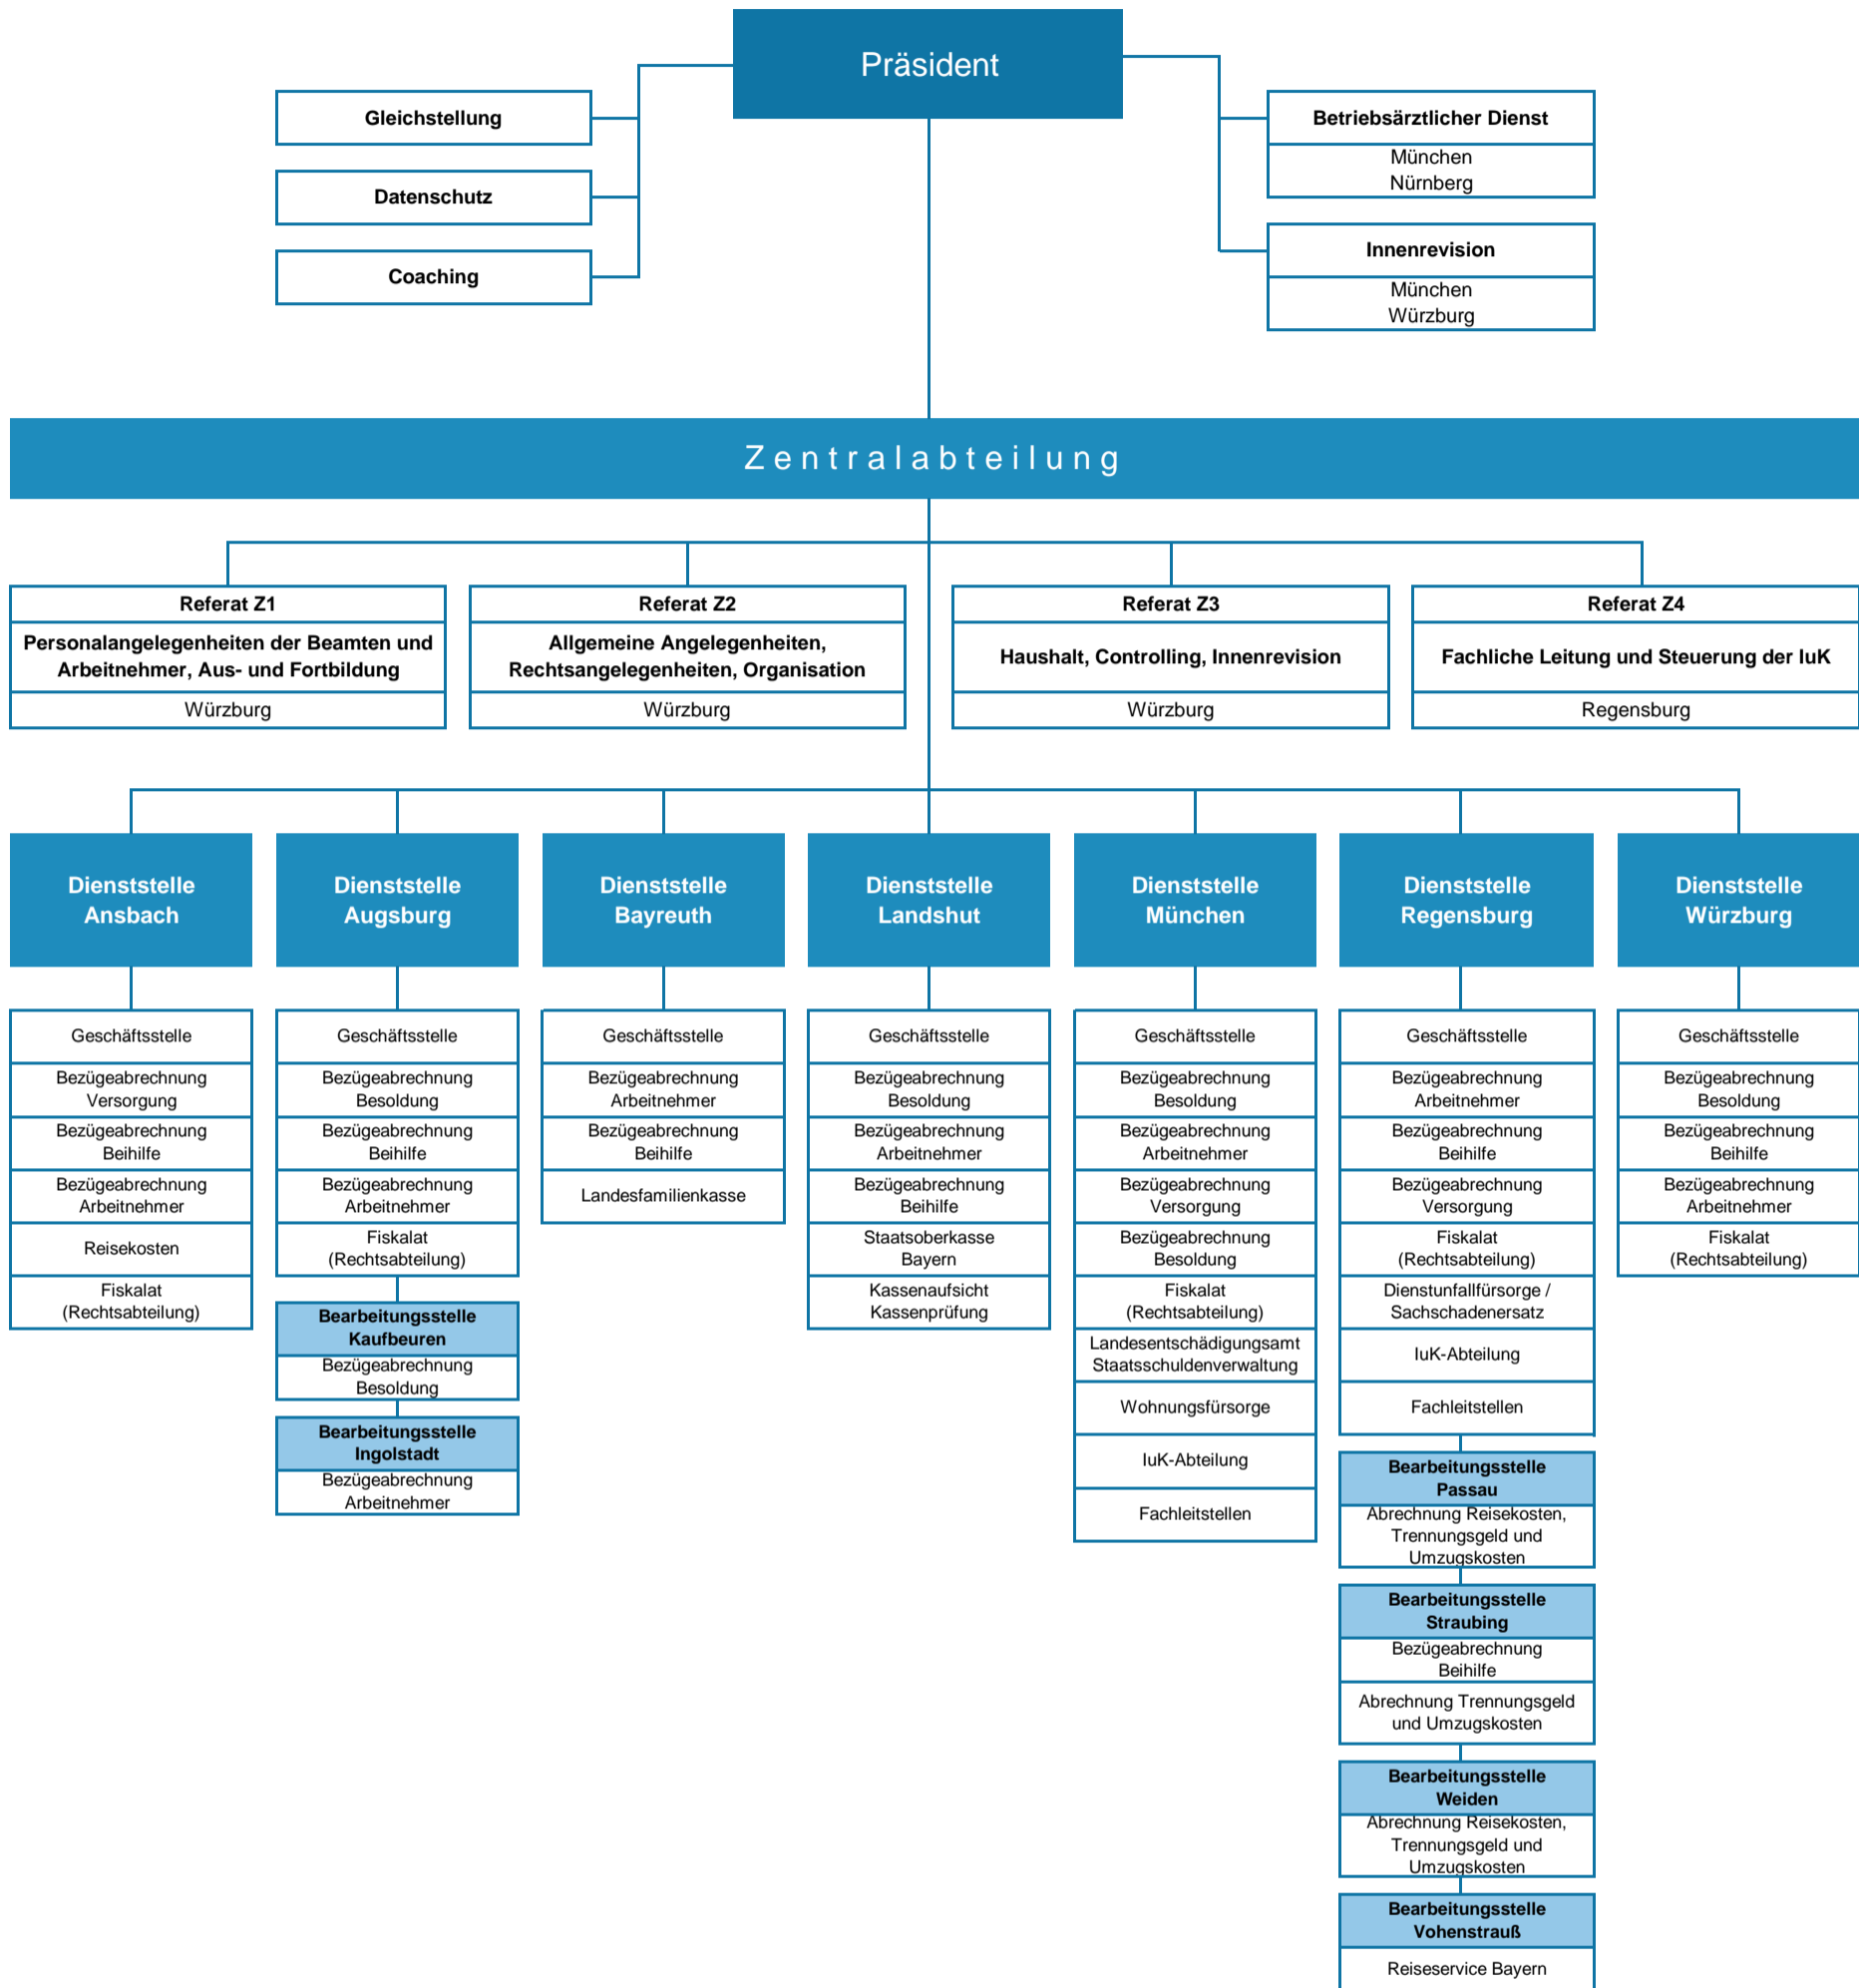 Präsident
Gleichstellung
Datenschutz
Coaching
Betriebsärztlicher Dienst
München
Nürnberg
Innenrevision
München
Würzburg
Zentralabteilung
Referat Z1
Personalangelegenheiten der Beamten und
Arbeitnehmer, Aus- und Fortbildung
Würzburg
Referat Z2
Allgemeine Angelegenheiten,
Rechtsangelegenheiten, Organisation
Würzburg
Referat Z3
Haushalt, Controlling, Innenrevision
Würzburg
Referat Z4
Fachliche Leitung und Steuerung der IuK
Regensburg
Dienststelle
Ansbach
Geschäftsstelle
Bezügeabrechnung
Versorgung
Bezügeabrechnung
Beihilfe
Bezügeabrechnung
Arbeitnehmer
Reisekosten
Fiskalat
(Rechtsabteilung)
Dienststelle
Augsburg
Geschäftsstelle
Bezügeabrechnung
Besoldung
Bezügeabrechnung
Beihilfe
Bezügeabrechnung
Arbeitnehmer
Fiskalat
(Rechtsabteilung)
Bearbeitungsstelle
Kaufbeuren
Bezügeabrechnung
Besoldung
Bearbeitungsstelle
Ingolstadt
Bezügeabrechnung
Arbeitnehmer
Dienststelle
Bayreuth
Geschäftsstelle
Bezügeabrechnung
Arbeitnehmer
Bezügeabrechnung
Beihilfe
Landesfamilienkasse
Dienststelle
Landshut
Geschäftsstelle
Bezügeabrechnung
Besoldung
Bezügeabrechnung
Arbeitnehmer
Bezügeabrechnung
Beihilfe
Staatsoberkasse
Bayern
Kassenaufsicht
Kassenprüfung
Dienststelle
München
Geschäftsstelle
Bezügeabrechnung
Besoldung
Bezügeabrechnung
Arbeitnehmer
Bezügeabrechnung
Versorgung
Bezügeabrechnung
Besoldung
Fiskalat
(Rechtsabteilung)
Landesentschädigungsamt
Staatsschuldenverwaltung
Wohnungsfürsorge
IuK-Abteilung
Fachleitstellen
Dienststelle
Regensburg
Geschäftsstelle
Bezügeabrechnung
Arbeitnehmer
Bezügeabrechnung
Beihilfe
Bezügeabrechnung
Versorgung
Fiskalat
(Rechtsabteilung)
Dienstunfallfürsorge /
Sachschadenersatz
IuK-Abteilung
Fachleitstellen
Bearbeitungsstelle
Passau
Abrechnung Reisekosten,
Trennungsgeld und
Umzugskosten
Bearbeitungsstelle
Straubing
Bezügeabrechnung
Beihilfe
Abrechnung Trennungsgeld
und Umzugskosten
Bearbeitungsstelle
Weiden
Abrechnung Reisekosten,
Trennungsgeld und
Umzugskosten
Bearbeitungsstelle
Vohenstrauß
Reiseservice Bayern
Dienststelle
Würzburg
Geschäftsstelle
Bezügeabrechnung
Besoldung
Bezügeabrechnung
Beihilfe
Bezügeabrechnung
Arbeitnehmer
Fiskalat
(Rechtsabteilung)